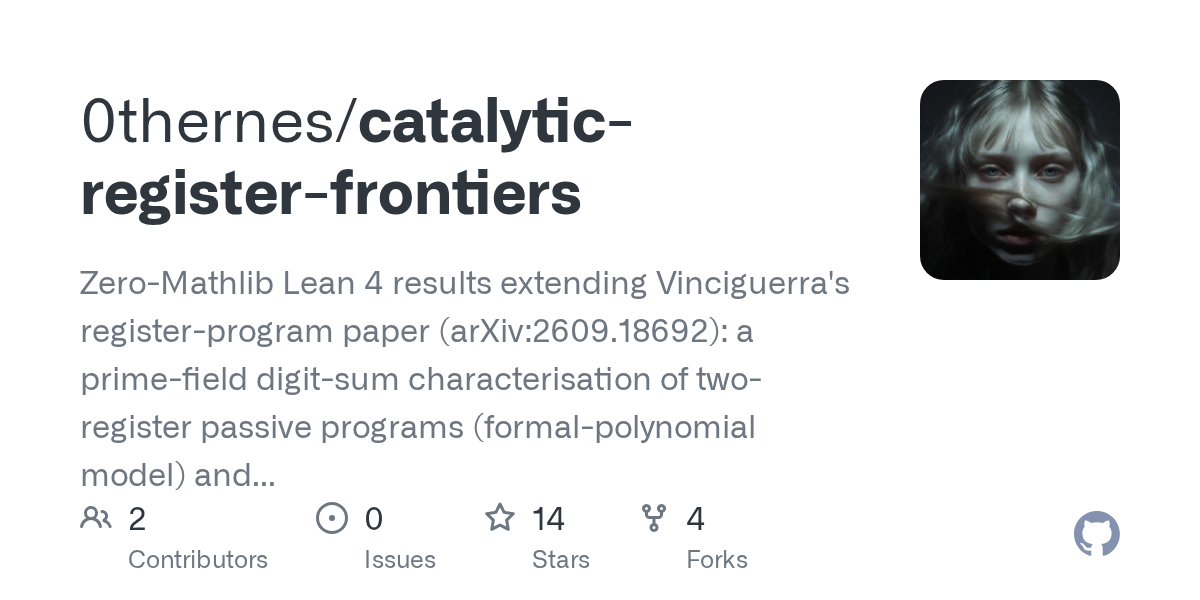 0thernes/catalytic-
register-frontiers
Zero-Mathlib Lean 4 results extending Vinciguerra's
register-program paper (arXiv:2609.18692): a
prime-field digit-sum characterisation of two-
register passive programs (formal-polynomial
model) and...
2 0 14 4
Contributors Issues Stars Forks